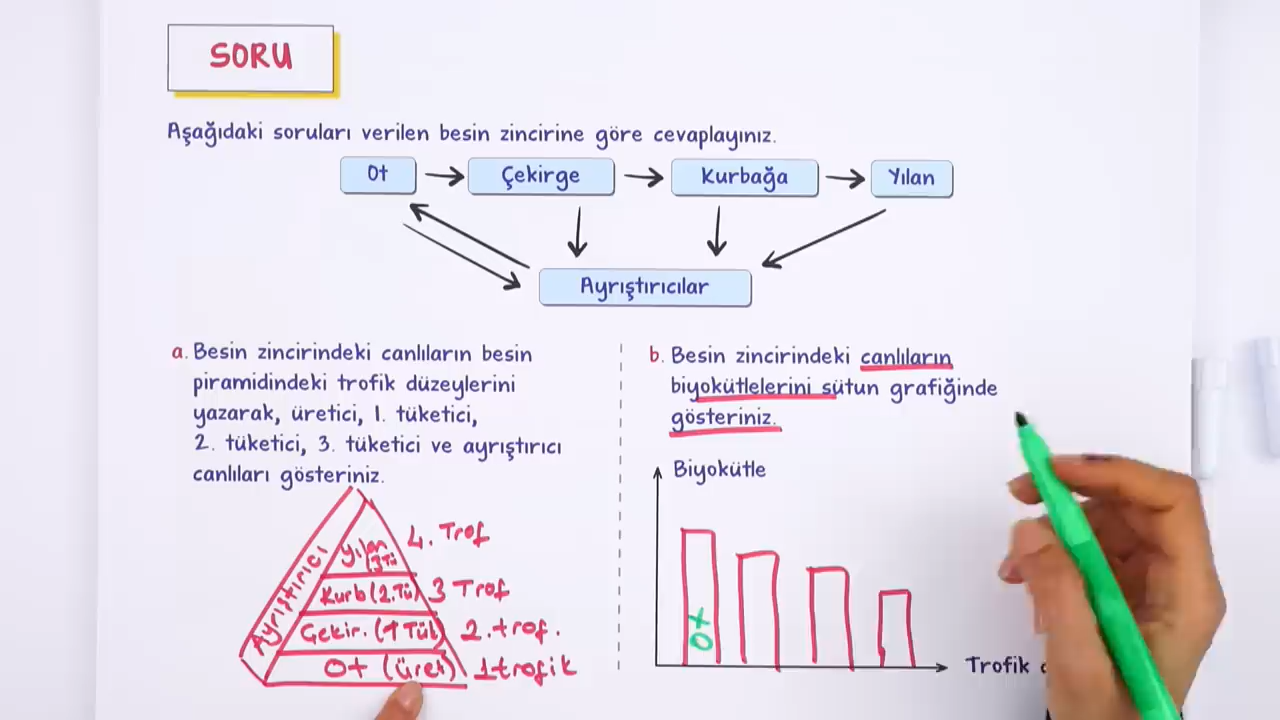 SORU
Aşağıdaki soruları verilen besin zincirine göre cevaplayınız.
Ot
Çekirge
Kurbağa
Yılan
Ayrıştırıcılar
a. Besin zincirindeki canlıların besin
piramidindeki trofik düzeylerini
yazarak, üretici, 1. tüketici,
2. tüketici, 3. tüketici ve ayrıştırıcı
canlıları gösteriniz.
Ayrıştırıcı
Yılan
(3Tü
4. Trof
Kurb (2.Tü)
3 Trof
Çekir. (1 Tük)
2. trof.
Ot (üret)
1 trofik
b. Besin zincirindeki canlıların
biyokütlelerini sütun grafiğinde
gösteriniz.
Biyokütle
Ot
Trofik